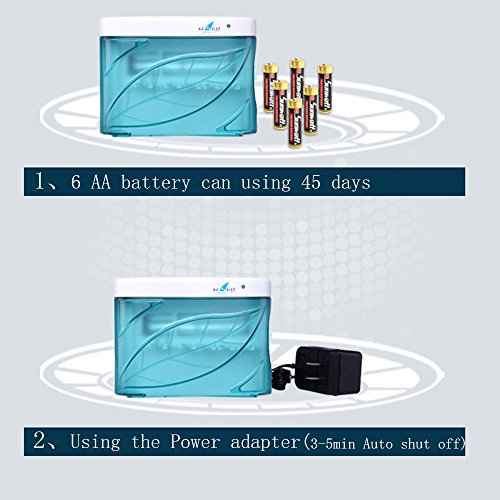 1、6 AA battery can using 45 days
2、Using the Power adapter(3-5min Auto shut off)